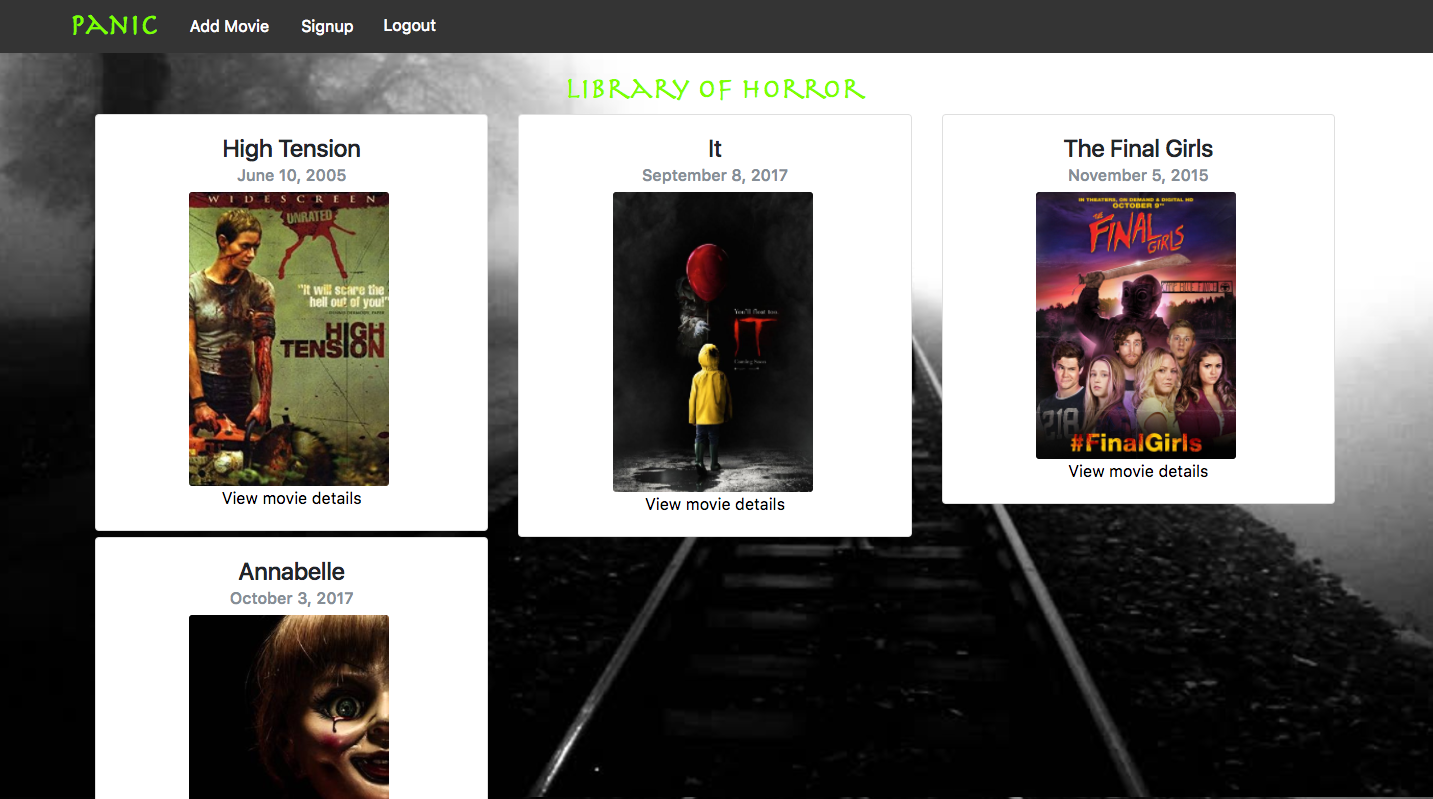 PANIC Add Movie Signup Logout
LIBRARY OF HORROR
High Tension
June 10, 2005
WIDESCREEN
UNRATED
"It will scare the
hell out of you!"
HIGH
TENSION
View movie details
It
September 8, 2017
You'll float too.
IT
Coming Soon
View movie details
The Final Girls
November 5, 2015
IN THEATERS, ON DEMAND & DIGITAL HD
OCTOBER 9TH
THE
FINAL
GIRLS
218
#FinalGirls
View movie details
Annabelle
October 3, 2017